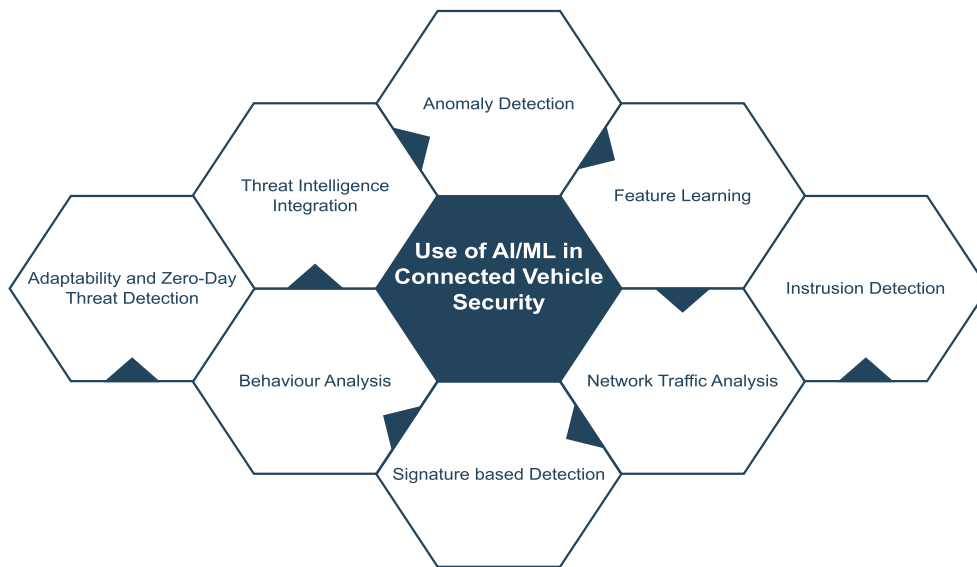 Anomaly Detection
Threat Intelligence
Integration
Feature Learning
Use of AI/ML in
Connected Vehicle
Security
Adaptability and Zero-Day
Threat Detection
Instrusion Detection
Behaviour Analysis
Network Traffic Analysis
Signature based Detection